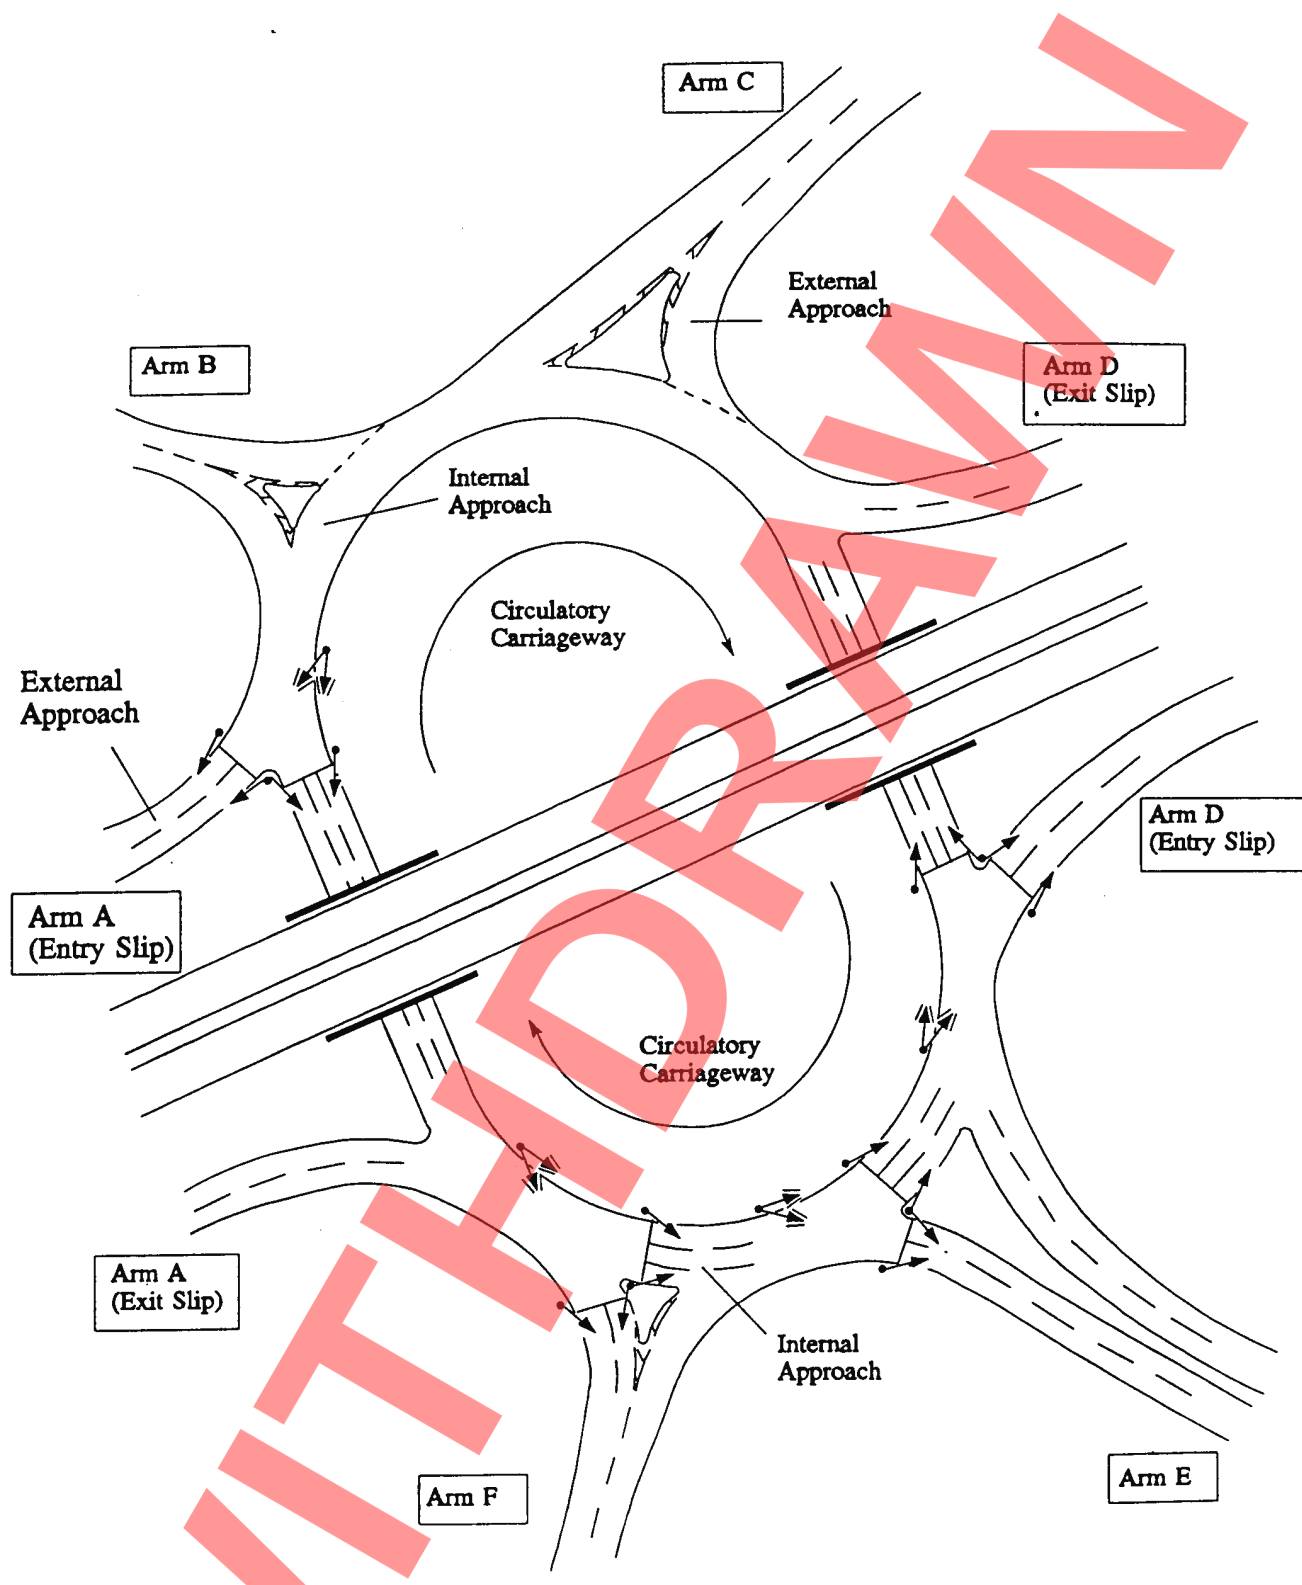 Arm C
External
Approach
Arm B
Arm D
(Exit Slip)
Internal
Approach
Circulatory
Carriageway
External
Approach
Arm D
(Entry Slip)
Arm A
(Entry Slip)
Circulatory
Carriageway
Arm A
(Exit Slip)
Internal
Approach
Arm E
Arm F
WITHDRAWN